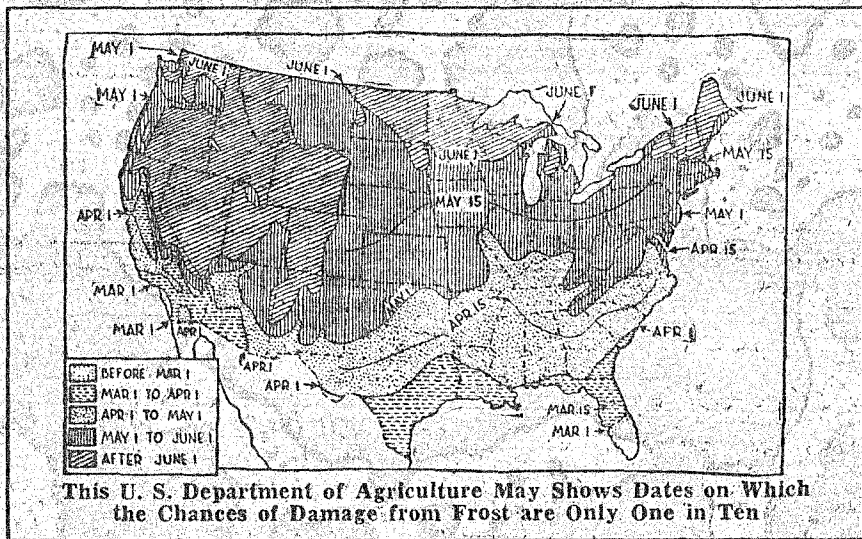 MAY 1
JUNE 1
JUNE 1
JUNE 1
MAY 1
JUNE 1
JUNE 1
JUNE 1
MAY 15
MAY 15
APR 1
MAY 1
APR. 15
MAR 1
MAY 1
APR. 15
MAR 1
APR
APR
APR. 1
APR 1
BEFORE MAR 1
MAR 1 TO APR 1
APR 1 TO MAY 1
MAY 1 TO JUNE 1
AFTER JUNE 1
MAR. 15
MAR 1
This U. S. Department of Agriculture May Shows Dates on Which
the Chances of Damage from Frost are Only One in Ten